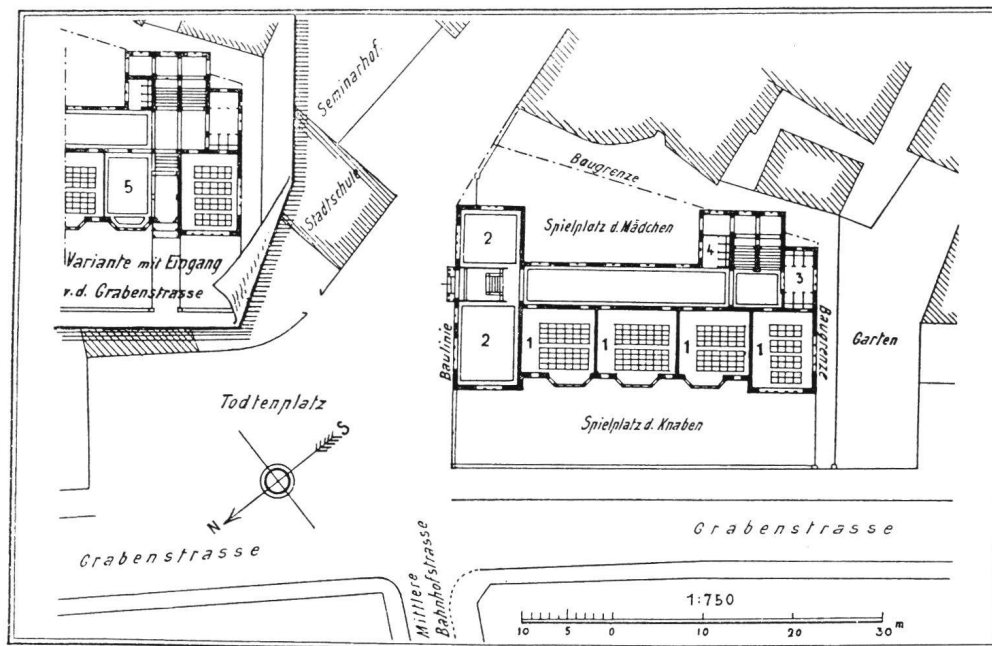 Seminarhof.
Stadtschule
5
Variante mit Eingang
v. d. Grabenstrasse
Baugrenze
Spielplatz d. Mädchen
2
4
3
2
1
1
1
1
Baulinie
Baugrenze
Garten
Spielplatz d. Knaben
Todtenplatz
S
N
Grabenstrasse
Grabenstrasse
Mittlere
Bahnhofstrasse
1:750
10 5 0 10 20 30 m